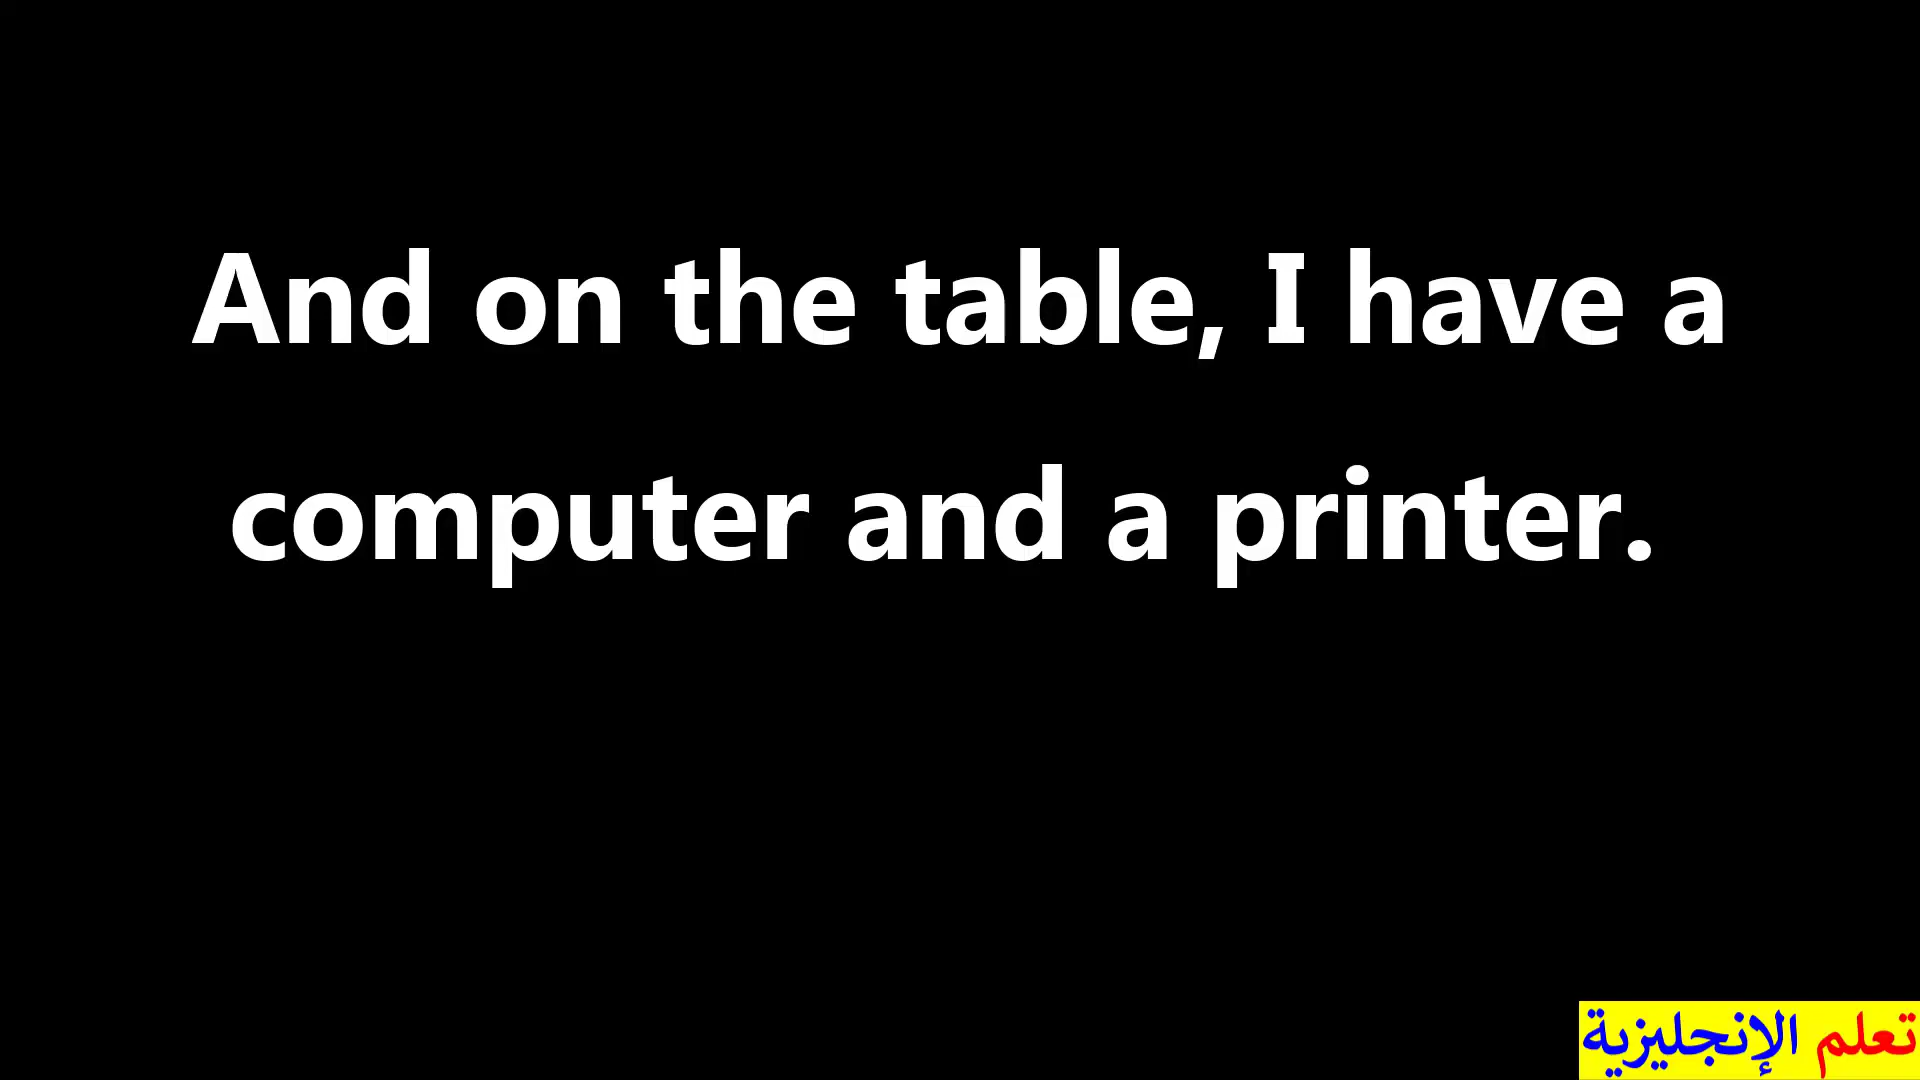 And on the table, I have a
computer and a printer.
تعلم الإنجليزية